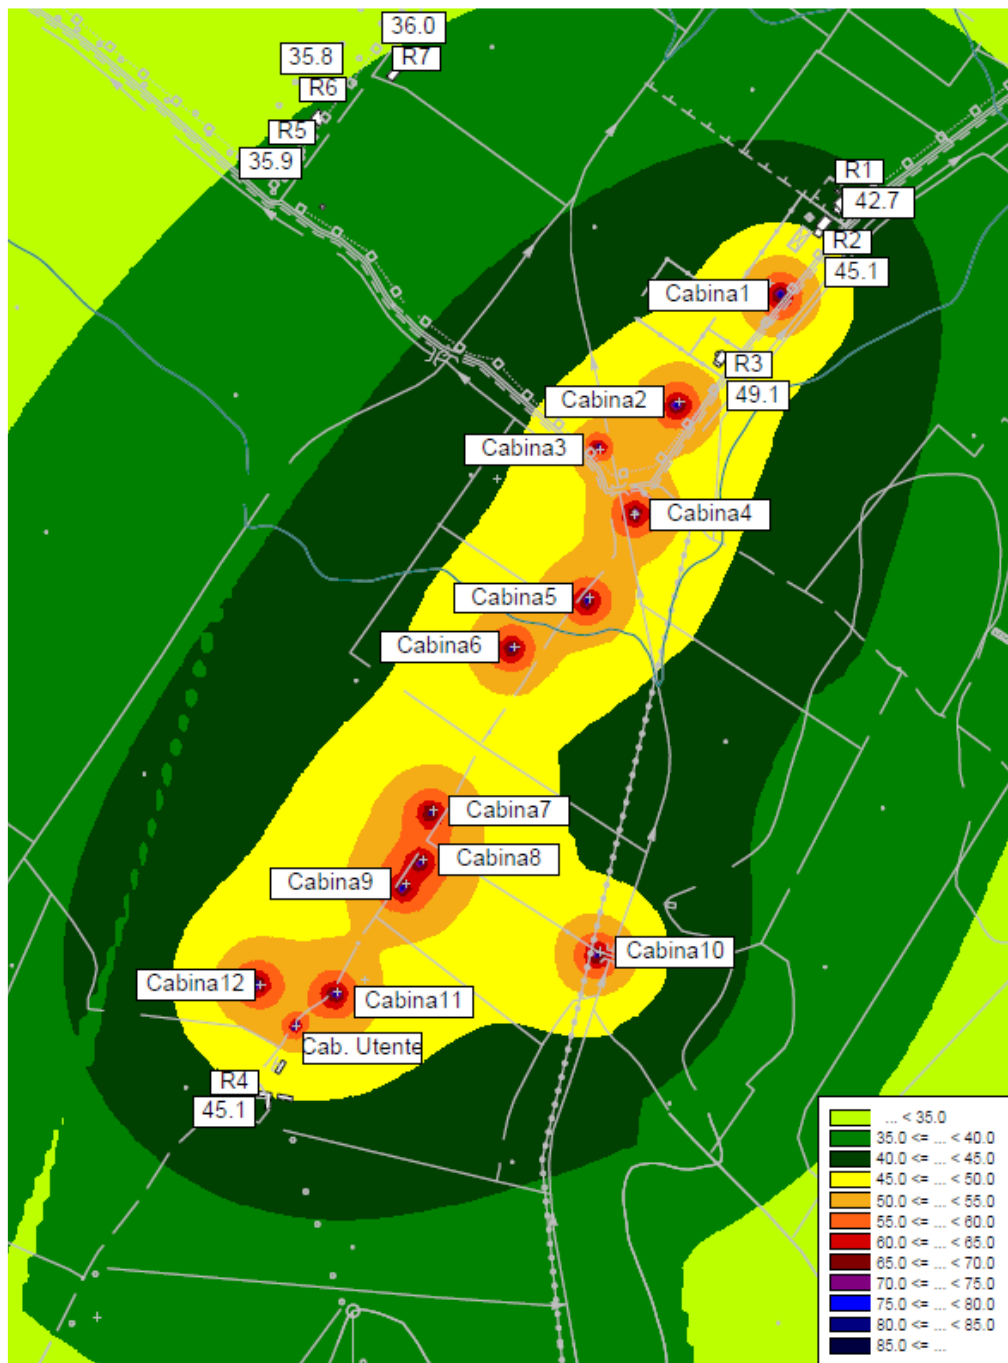 36.0
R7
35.8
R6
R5
35.9
R1
42.7
R2
45.1
Cabina1
R3
49.1
Cabina2
Cabina3
Cabina4
Cabina5
Cabina6
Cabina7
Cabina8
Cabina9
Cabina10
Cabina12
Cabina11
Cab. Utente
R4
45.1
... < 35.0
35.0 <= ... < 40.0
40.0 <= ... < 45.0
45.0 <= ... < 50.0
50.0 <= ... < 55.0
55.0 <= ... < 60.0
60.0 <= ... < 65.0
65.0 <= ... < 70.0
70.0 <= ... < 75.0
75.0 <= ... < 80.0
80.0 <= ... < 85.0
85.0 <= ...